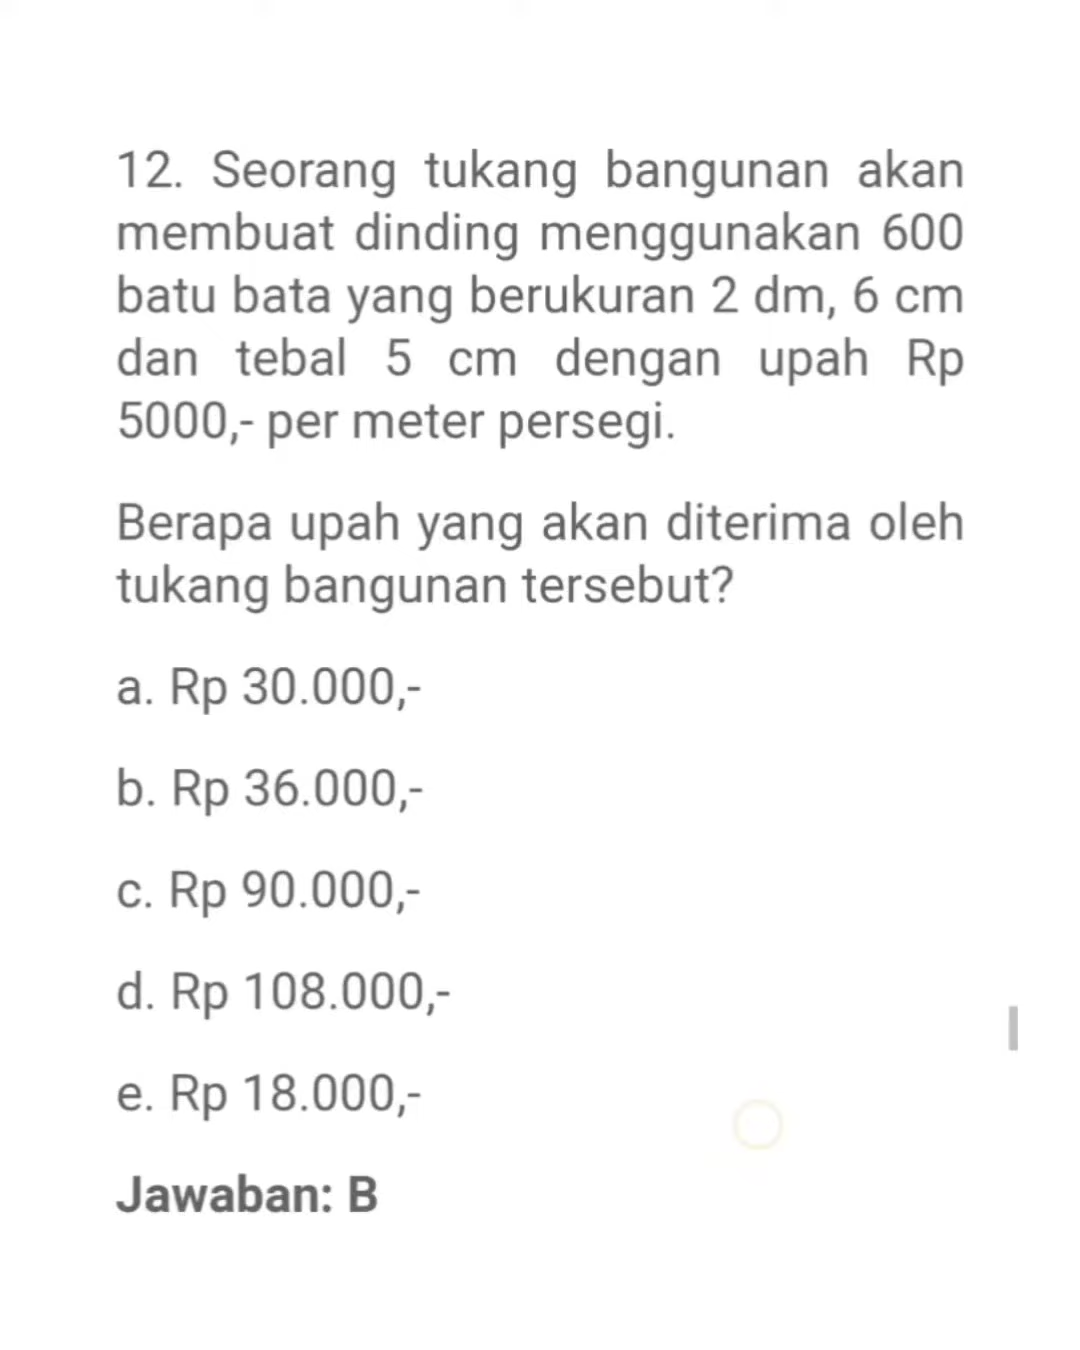 12. Seorang tukang bangunan akan
membuat dinding menggunakan 600
batu bata yang berukuran 2 dm, 6 cm
dan tebal 5 cm dengan upah Rp
5000,- per meter persegi.
Berapa upah yang akan diterima oleh
tukang bangunan tersebut?
a. Rp 30.000,-
b. Rp 36.000,-
c. Rp 90.000,-
d. Rp 108.000,-
e. Rp 18.000,-
Jawaban: B